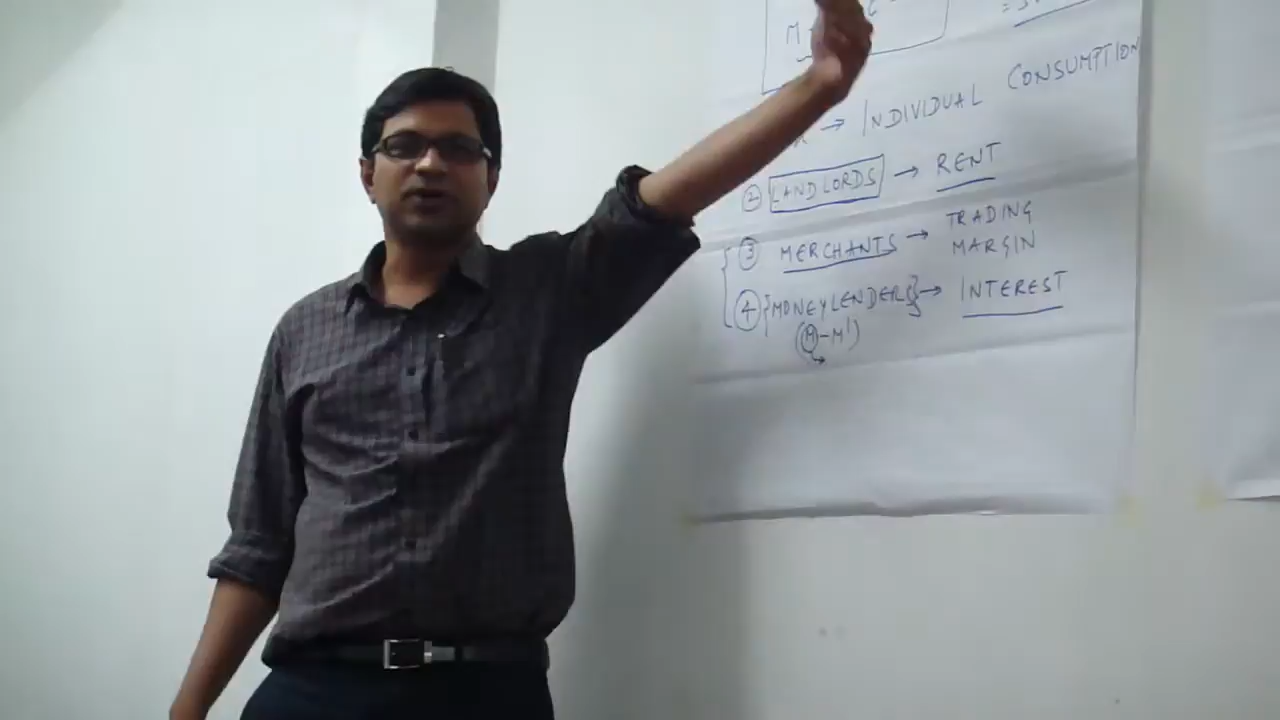 M
→ INDIVIDUAL CONSUMPTION
② LANDLORDS → RENT
③ MERCHANTS → TRADING MARGIN
④ {MONEYLENDERS} → INTEREST
(M-M')